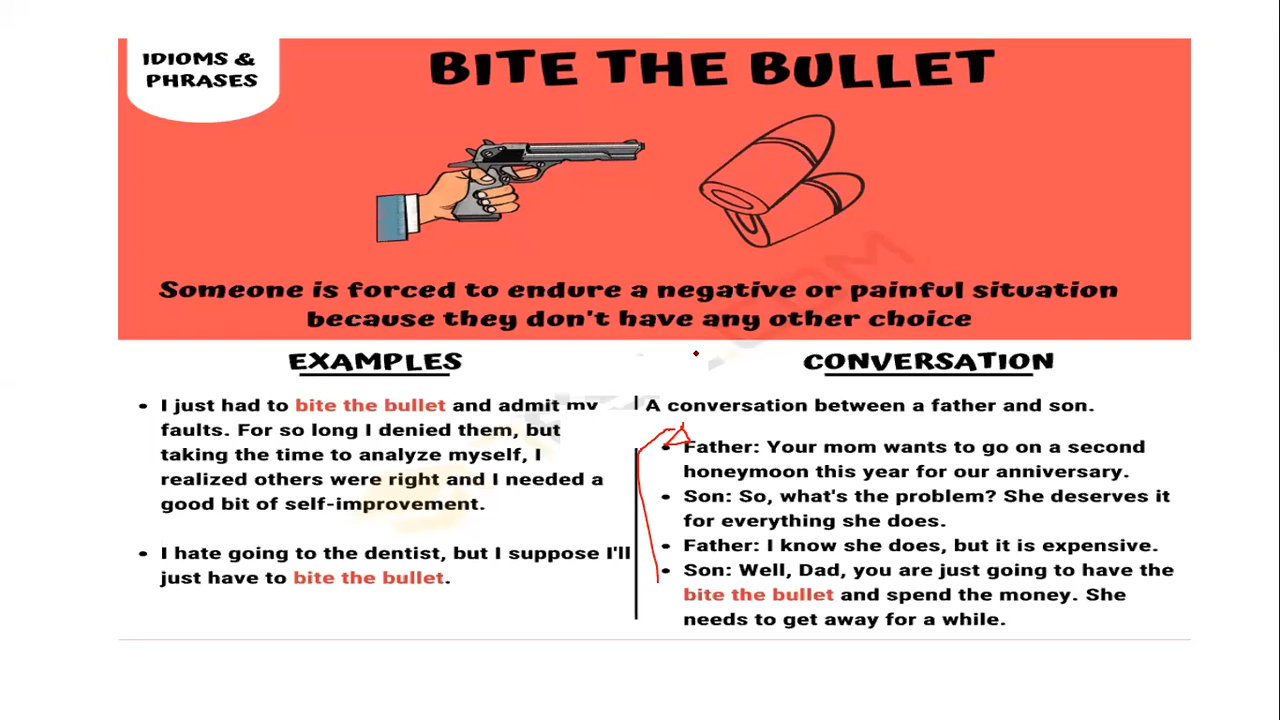 IDIOMS &
PHRASES
BITE THE BULLET
Someone is forced to endure a negative or painful situation
because they don't have any other choice
EXAMPLES
• I just had to bite the bullet and admit my
faults. For so long I denied them, but
taking the time to analyze myself, I
realized others were right and I needed a
good bit of self-improvement.
• I hate going to the dentist, but I suppose I'll
just have to bite the bullet.
CONVERSATION
A conversation between a father and son.
• Father: Your mom wants to go on a second
honeymoon this year for our anniversary.
• Son: So, what's the problem? She deserves it
for everything she does.
• Father: I know she does, but it is expensive.
• Son: Well, Dad, you are just going to have the
bite the bullet and spend the money. She
needs to get away for a while.